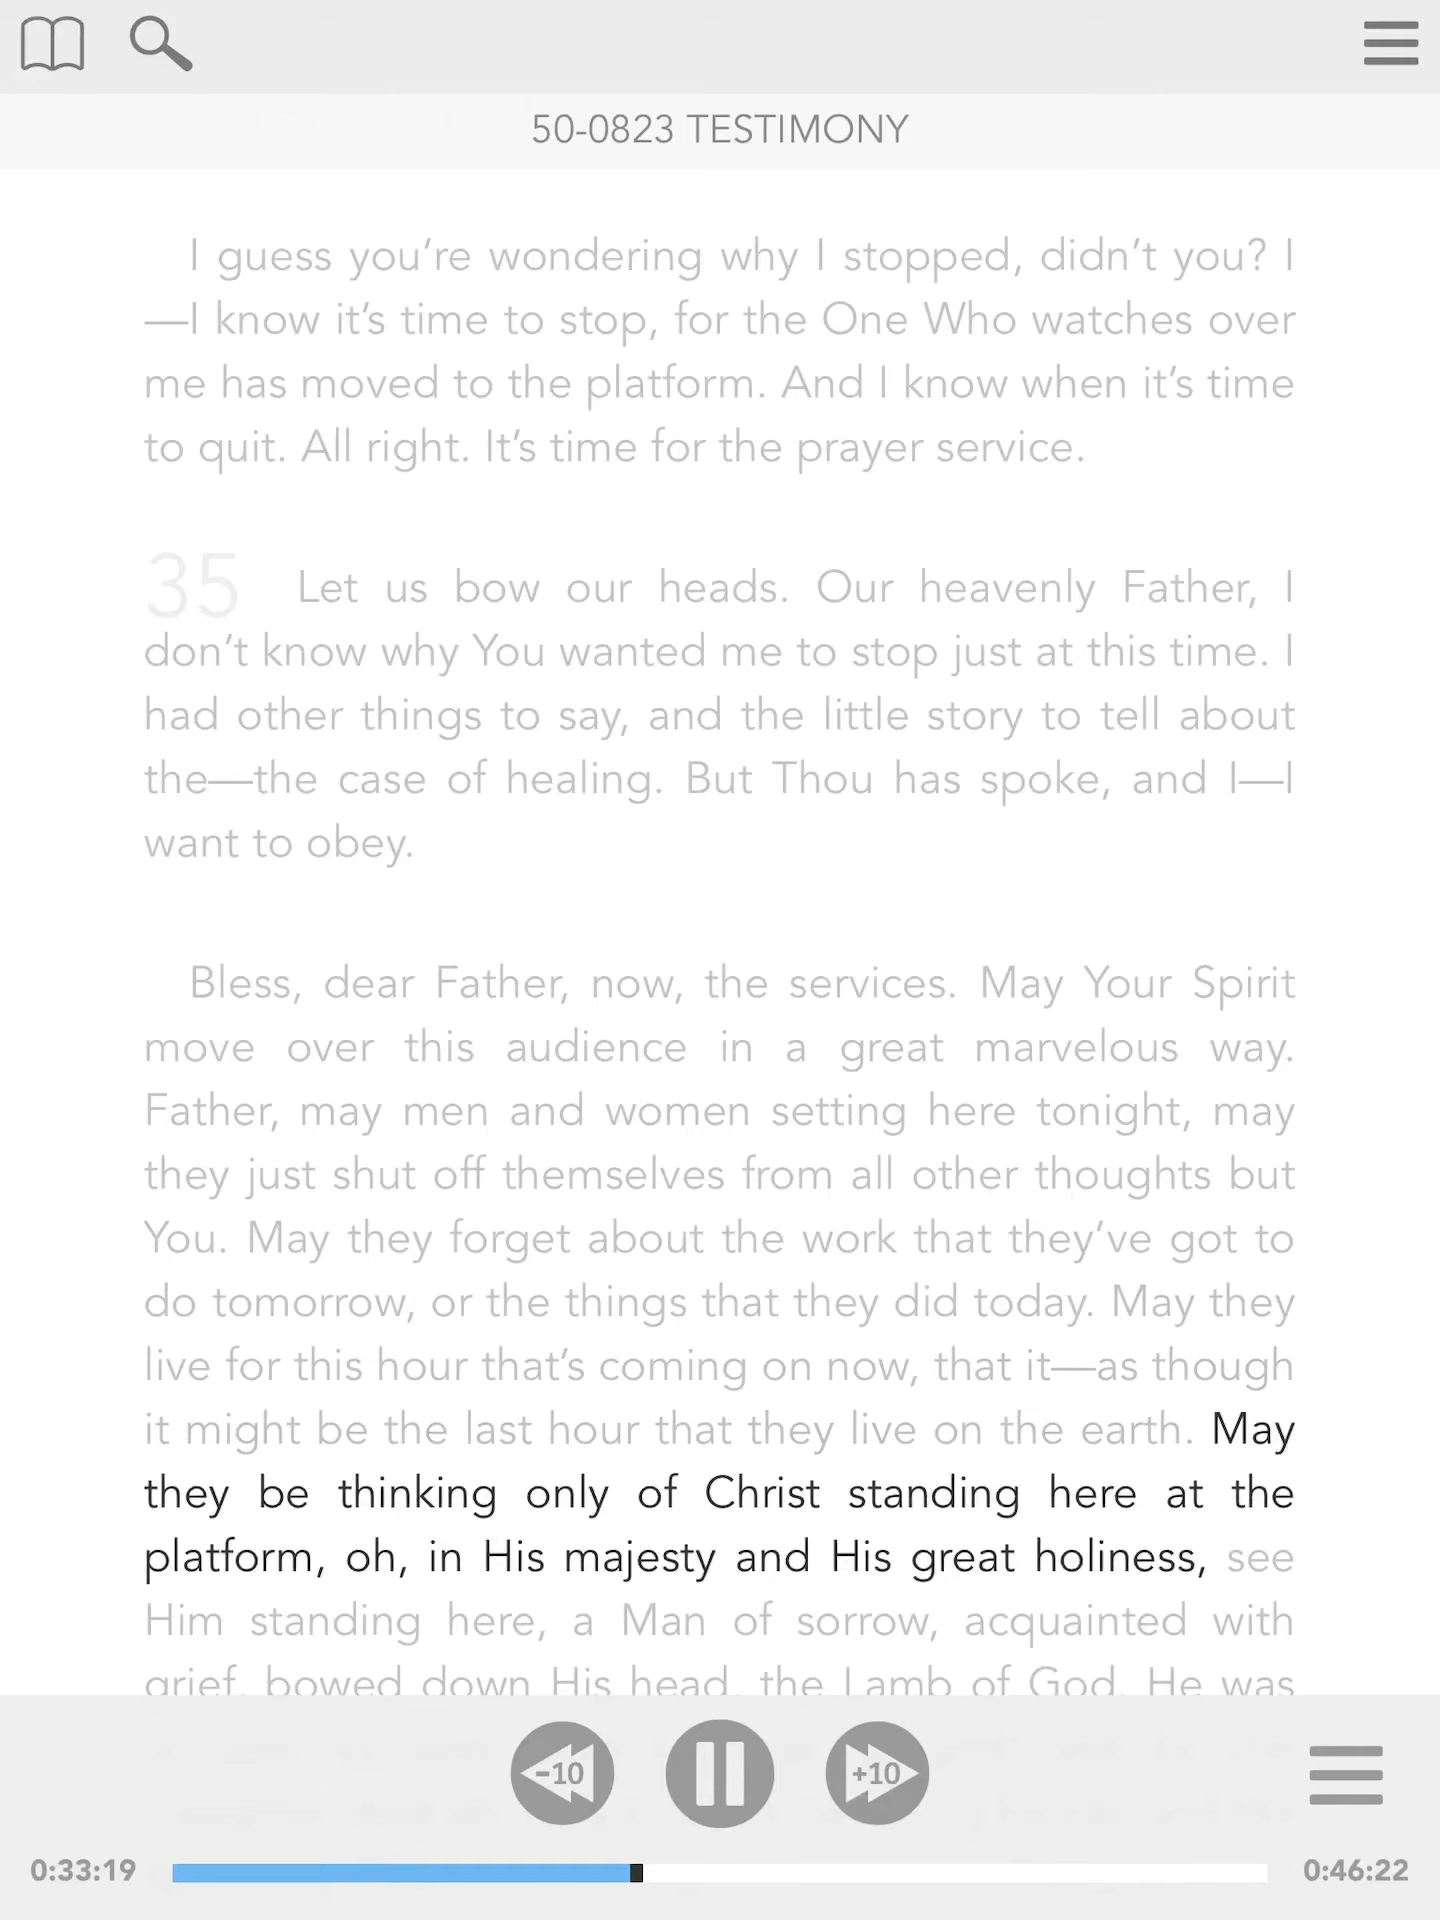 50-0823 TESTIMONY
I guess you’re wondering why I stopped, didn’t you? I
—I know it’s time to stop, for the One Who watches over
me has moved to the platform. And I know when it’s time
to quit. All right. It’s time for the prayer service.
35 Let us bow our heads. Our heavenly Father, I
don’t know why You wanted me to stop just at this time. I
had other things to say, and the little story to tell about
the—the case of healing. But Thou has spoke, and I—I
want to obey.
Bless, dear Father, now, the services. May Your Spirit
move over this audience in a great marvelous way.
Father, may men and women setting here tonight, may
they just shut off themselves from all other thoughts but
You. May they forget about the work that they’ve got to
do tomorrow, or the things that they did today. May they
live for this hour that’s coming on now, that it—as though
it might be the last hour that they live on the earth. May
they be thinking only of Christ standing here at the
platform, oh, in His majesty and His great holiness, see
Him standing here, a Man of sorrow, acquainted with
grief, bowed down His head, the Lamb of God. He was
-10 +10
0:33:19 0:46:22